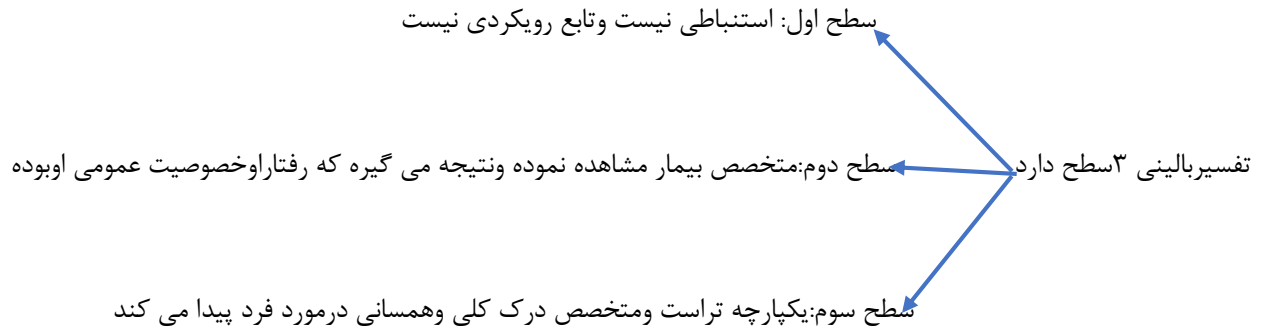 سطح اول: استنباطی نیست وتابع رویکردی نیست
تفسیربالینی ۳سطح دارد
سطح دوم:متخصص بیمار مشاهده نموده ونتیجه می گیره که رفتاراوخصوصیت عمومی اوبوده
سطح سوم:یکپارچه تراست ومتخصص درک کلی وهمسانی درمورد فرد پیدا می کند